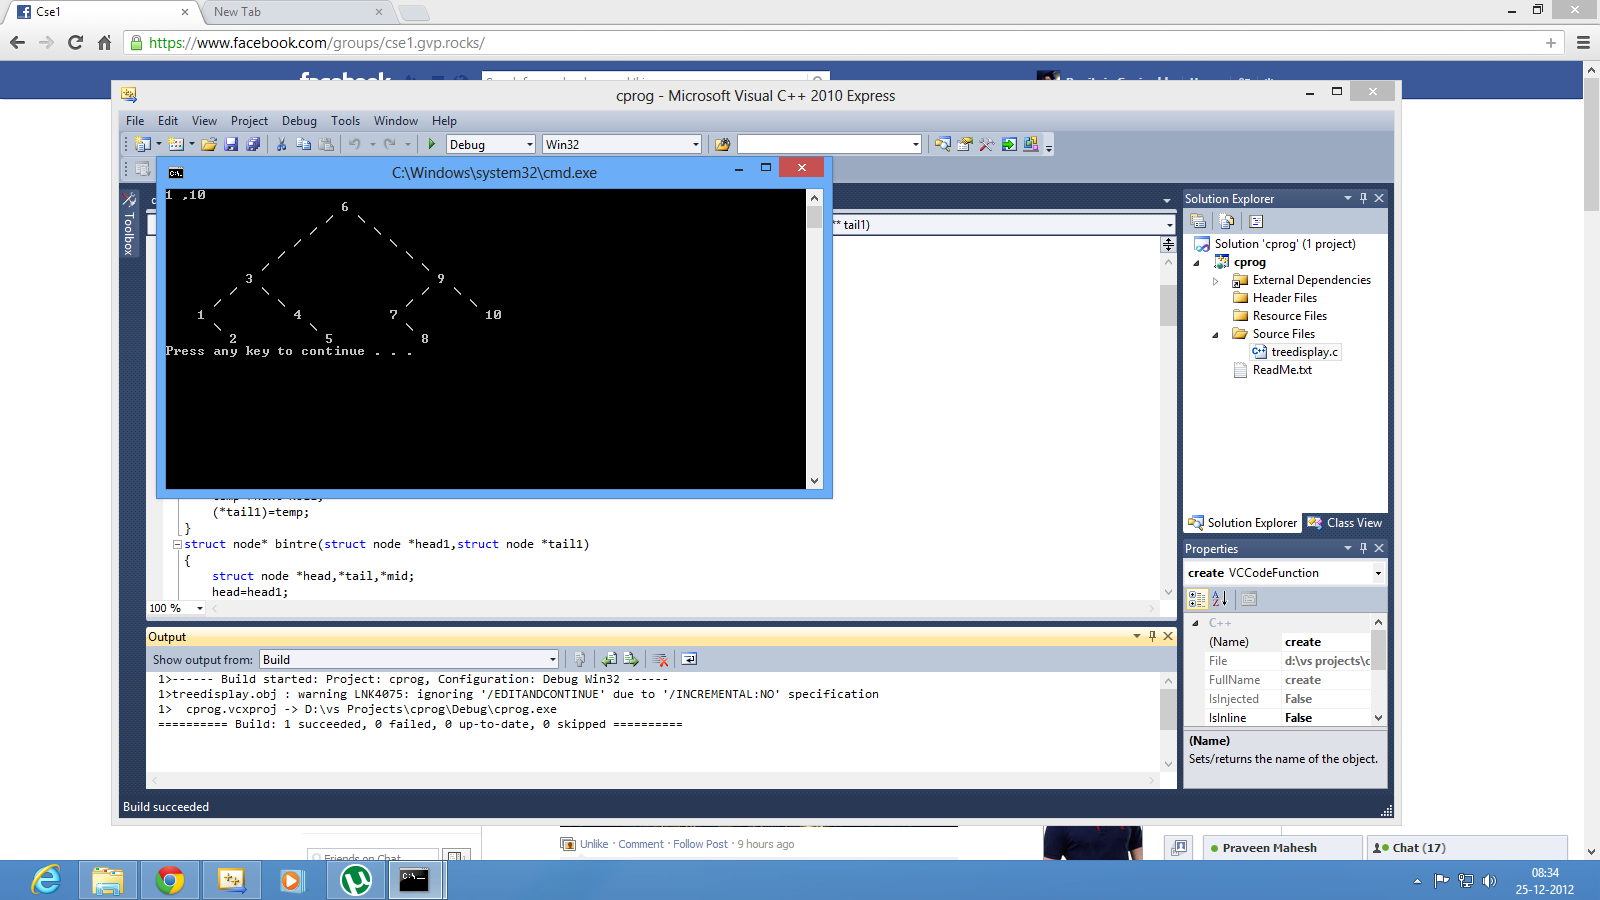 Cse1
New Tab
https://www.facebook.com/groups/cse1.gvp.rocks/
facebook
cprog - Microsoft Visual C++ 2010 Express
File Edit View Project Debug Tools Window Help
Debug
Win32
C:\Windows\system32\cmd.exe
1 ,10
6
3 9
1 4 7 10
2 5 8
Press any key to continue . . .
Toolbox
** tail1)
(*tail1)=temp;
}
struct node* bintre(struct node *head1,struct node *tail1)
{
struct node *head,*tail,*mid;
head=head1;
100 %
Solution Explorer
Solution 'cprog' (1 project)
cprog
External Dependencies
Header Files
Resource Files
Source Files
treedisplay.c
ReadMe.txt
Solution Explorer Class View
Properties
create VCCodeFunction
C++
(Name) create
File d:\vs projects\c
FullName create
IsInjected False
IsInline False
(Name)
Sets/returns the name of the object.
Output
Show output from: Build
1>------ Build started: Project: cprog, Configuration: Debug Win32 ------
1>treedisplay.obj : warning LNK4075: ignoring '/EDITANDCONTINUE' due to '/INCREMENTAL:NO' specification
1> cprog.vcxproj -> D:\vs Projects\cprog\Debug\cprog.exe
========== Build: 1 succeeded, 0 failed, 0 up-to-date, 0 skipped ==========
Build succeeded
Unlike · Comment · Follow Post · 9 hours ago
Friends on Chat
Praveen Mahesh
Chat (17)
08:34
25-12-2012